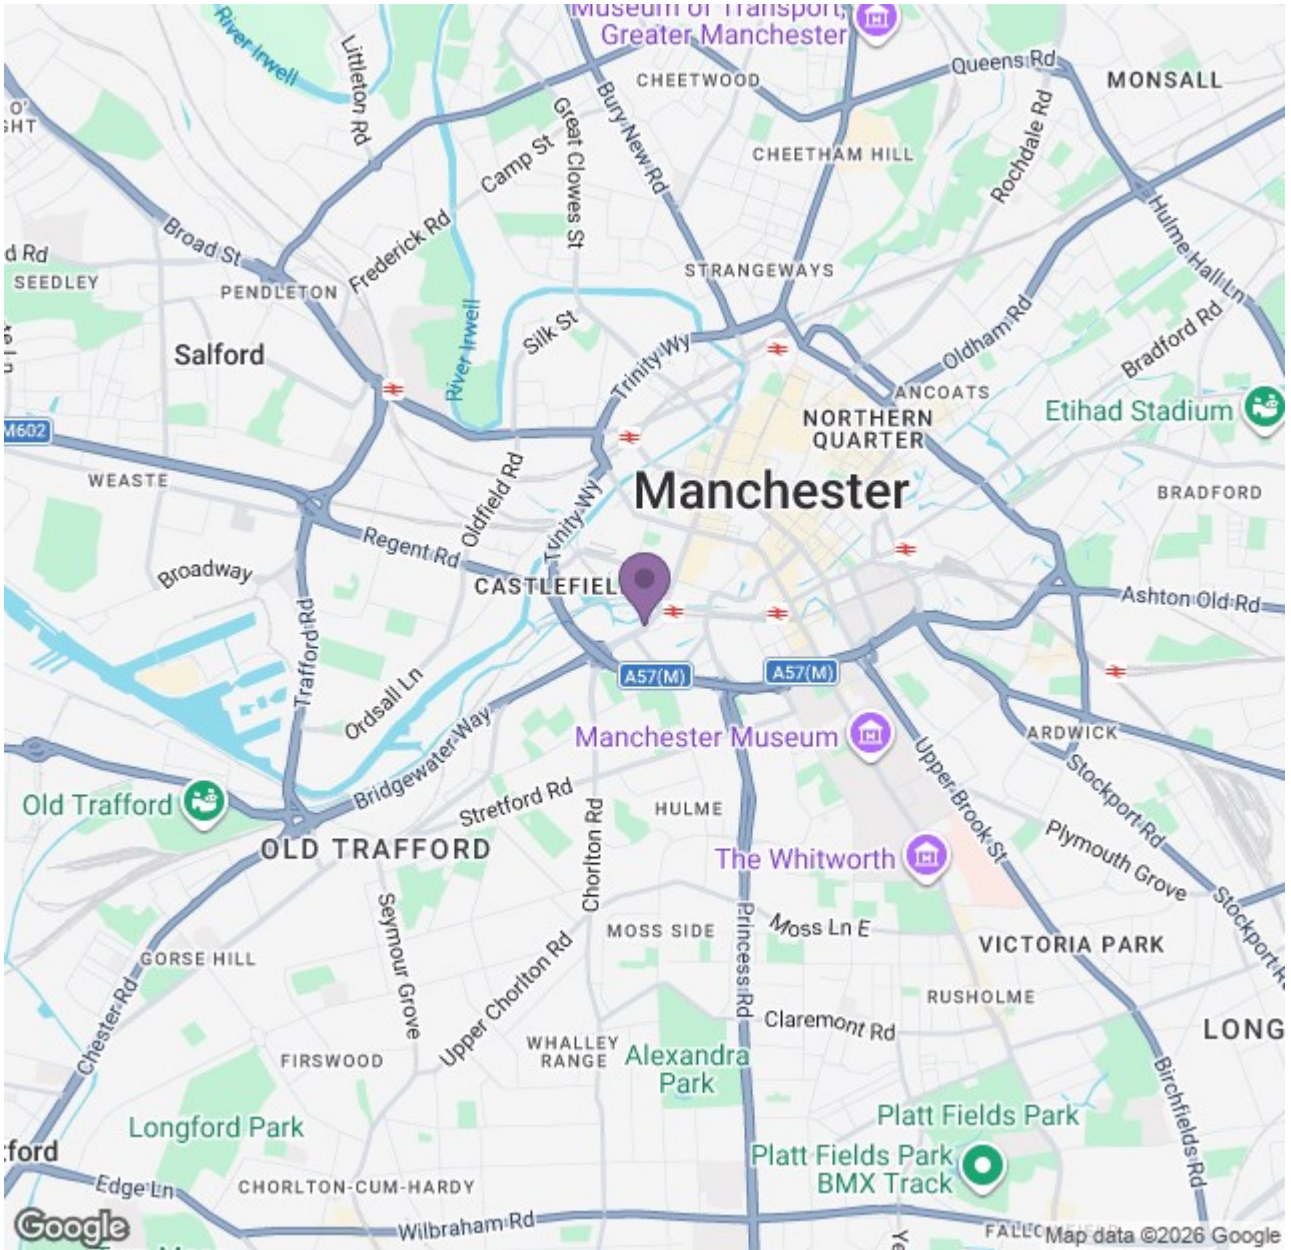 Museum of Transport,
Greater Manchester
River Irwell
Littleton Rd
CHEETWOOD
Queens Rd
MONSALL
Bury New Rd
Great Clowes St
Camp St
CHEETHAM HILL
Rochdale Rd
Broad St
Frederick Rd
Hulme Hall Ln
d Rd
SEEDLEY
PENDLETON
STRANGEWAYS
River Irwell
Silk St
Salford
Trinity Wy
Oldham Rd
Bradford Rd
ANCOATS
NORTHERN
QUARTER
Etihad Stadium
M602
WEASTE
Oldfield Rd
Manchester
BRADFORD
Regent Rd
Trinity Wy
Broadway
CASTLEFIEL
Ashton Old Rd
Trafford Rd
Ordsall Ln
A57(M)
A57(M)
Bridgewater Way
Manchester Museum
ARDWICK
Upper Brook St
Stockport Rd
Old Trafford
Stretford Rd
HULME
OLD TRAFFORD
Chorlton Rd
The Whitworth
Plymouth Grove
Stockport Rd
Seymour Grove
MOSS SIDE
Princess Rd
Moss Ln E
VICTORIA PARK
GORSE HILL
Upper Chorlton Rd
RUSHOLME
Chester Rd
Claremont Rd
LONG
FIRSWOOD
WHALLEY
RANGE
Alexandra
Park
Birchfields Rd
Longford Park
Platt Fields Park
Platt Fields Park
BMX Track
tford
Edge Ln
CHORLTON-CUM-HARDY
Wilbraham Rd
Google
Map data ©2026 Google